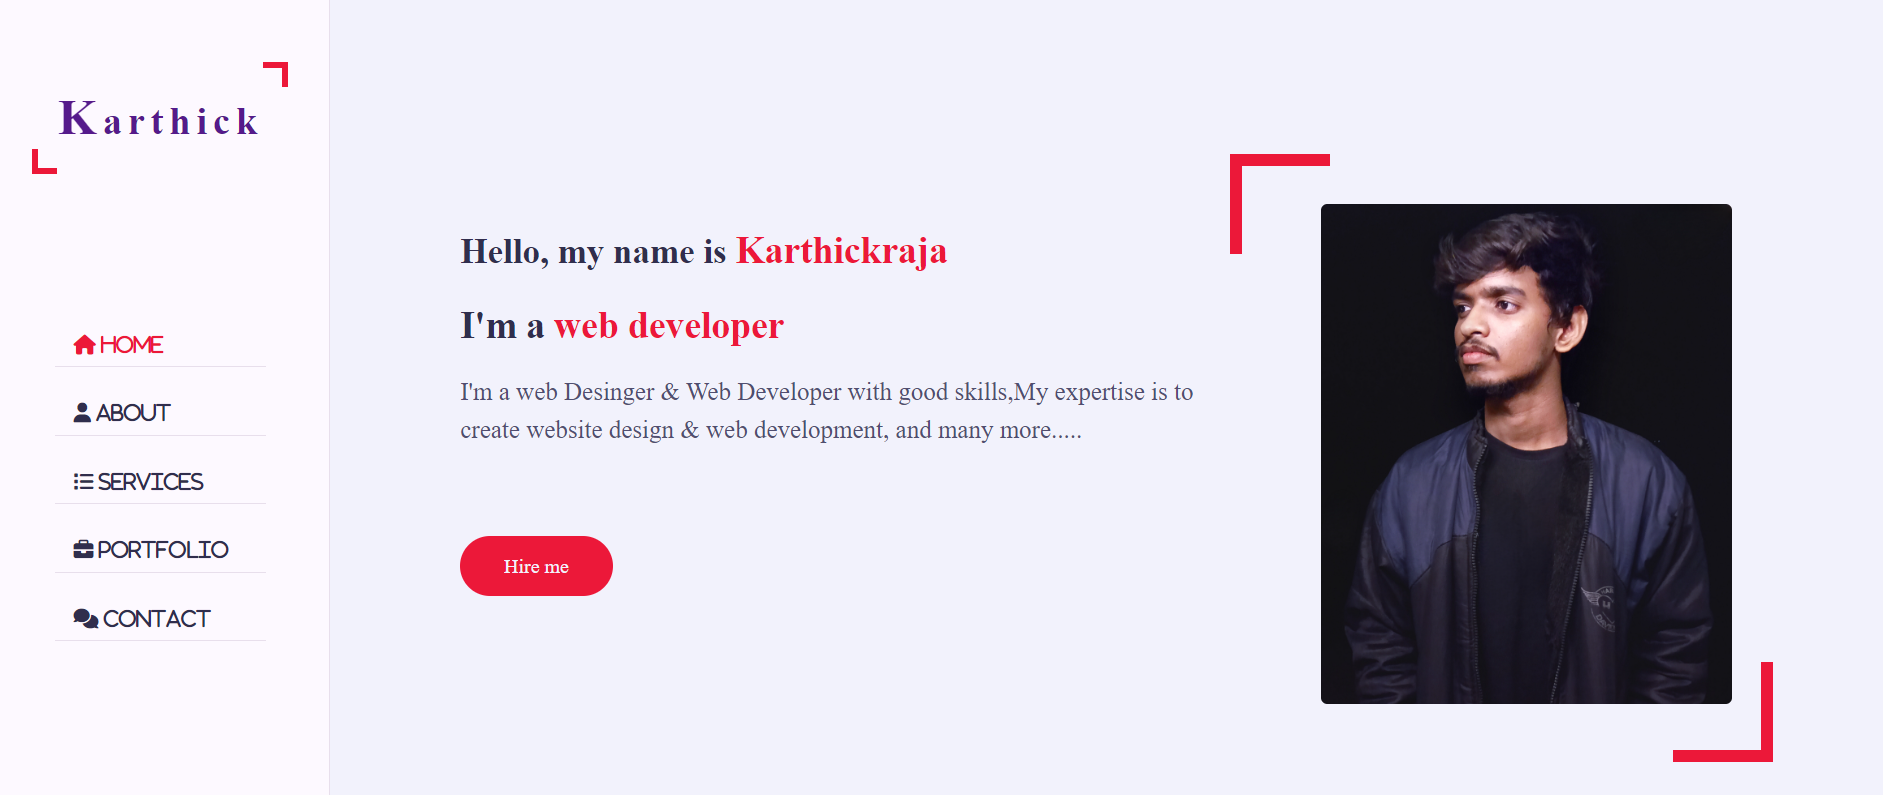 Karthick
HOME
ABOUT
SERVICES
PORTFOLIO
CONTACT
Hello, my name is Karthickraja
I'm a web developer
I'm a web Desinger & Web Developer with good skills,My expertise is to
create website design & web development, and many more.....
Hire me